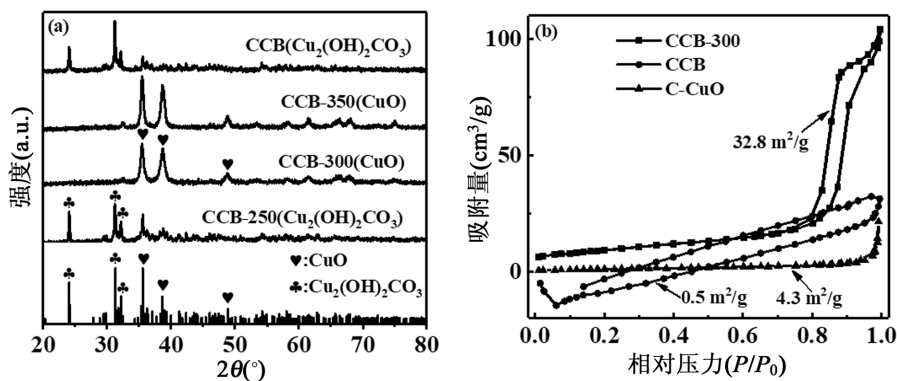 (a)
CCB(Cu₂(OH)₂CO₃)
CCB-350(CuO)
CCB-300(CuO)
CCB-250(Cu₂(OH)₂CO₃)
♥:CuO
♣:Cu₂(OH)₂CO₃
强度(a.u.)
20 30 40 50 60 70 80
2θ(°)
(b)
CCB-300
CCB
C-CuO
32.8 m²/g
0.5 m²/g
4.3 m²/g
100
50
0
吸附量(cm³/g)
0.0 0.2 0.4 0.6 0.8 1.0
相对压力(P/P₀)